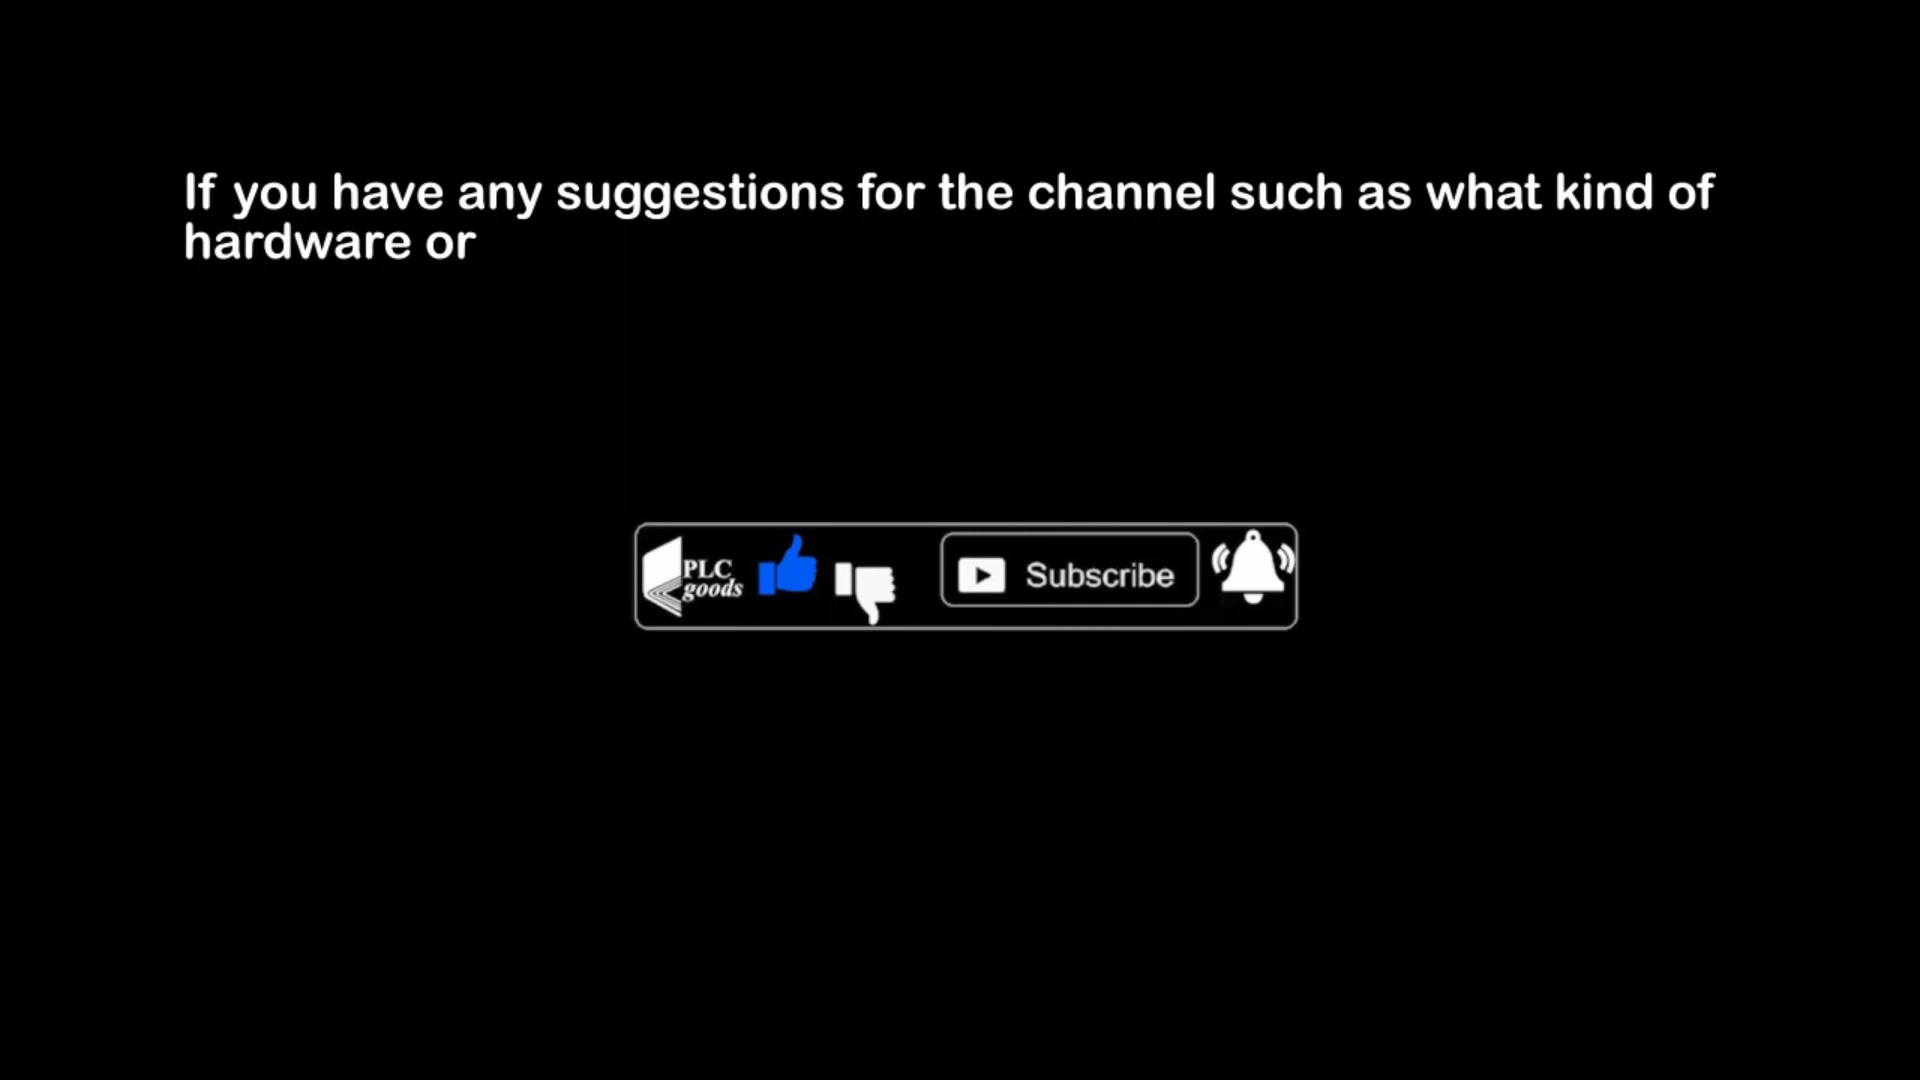 If you have any suggestions for the channel such as what kind of
hardware or
PLC
goods
Subscribe